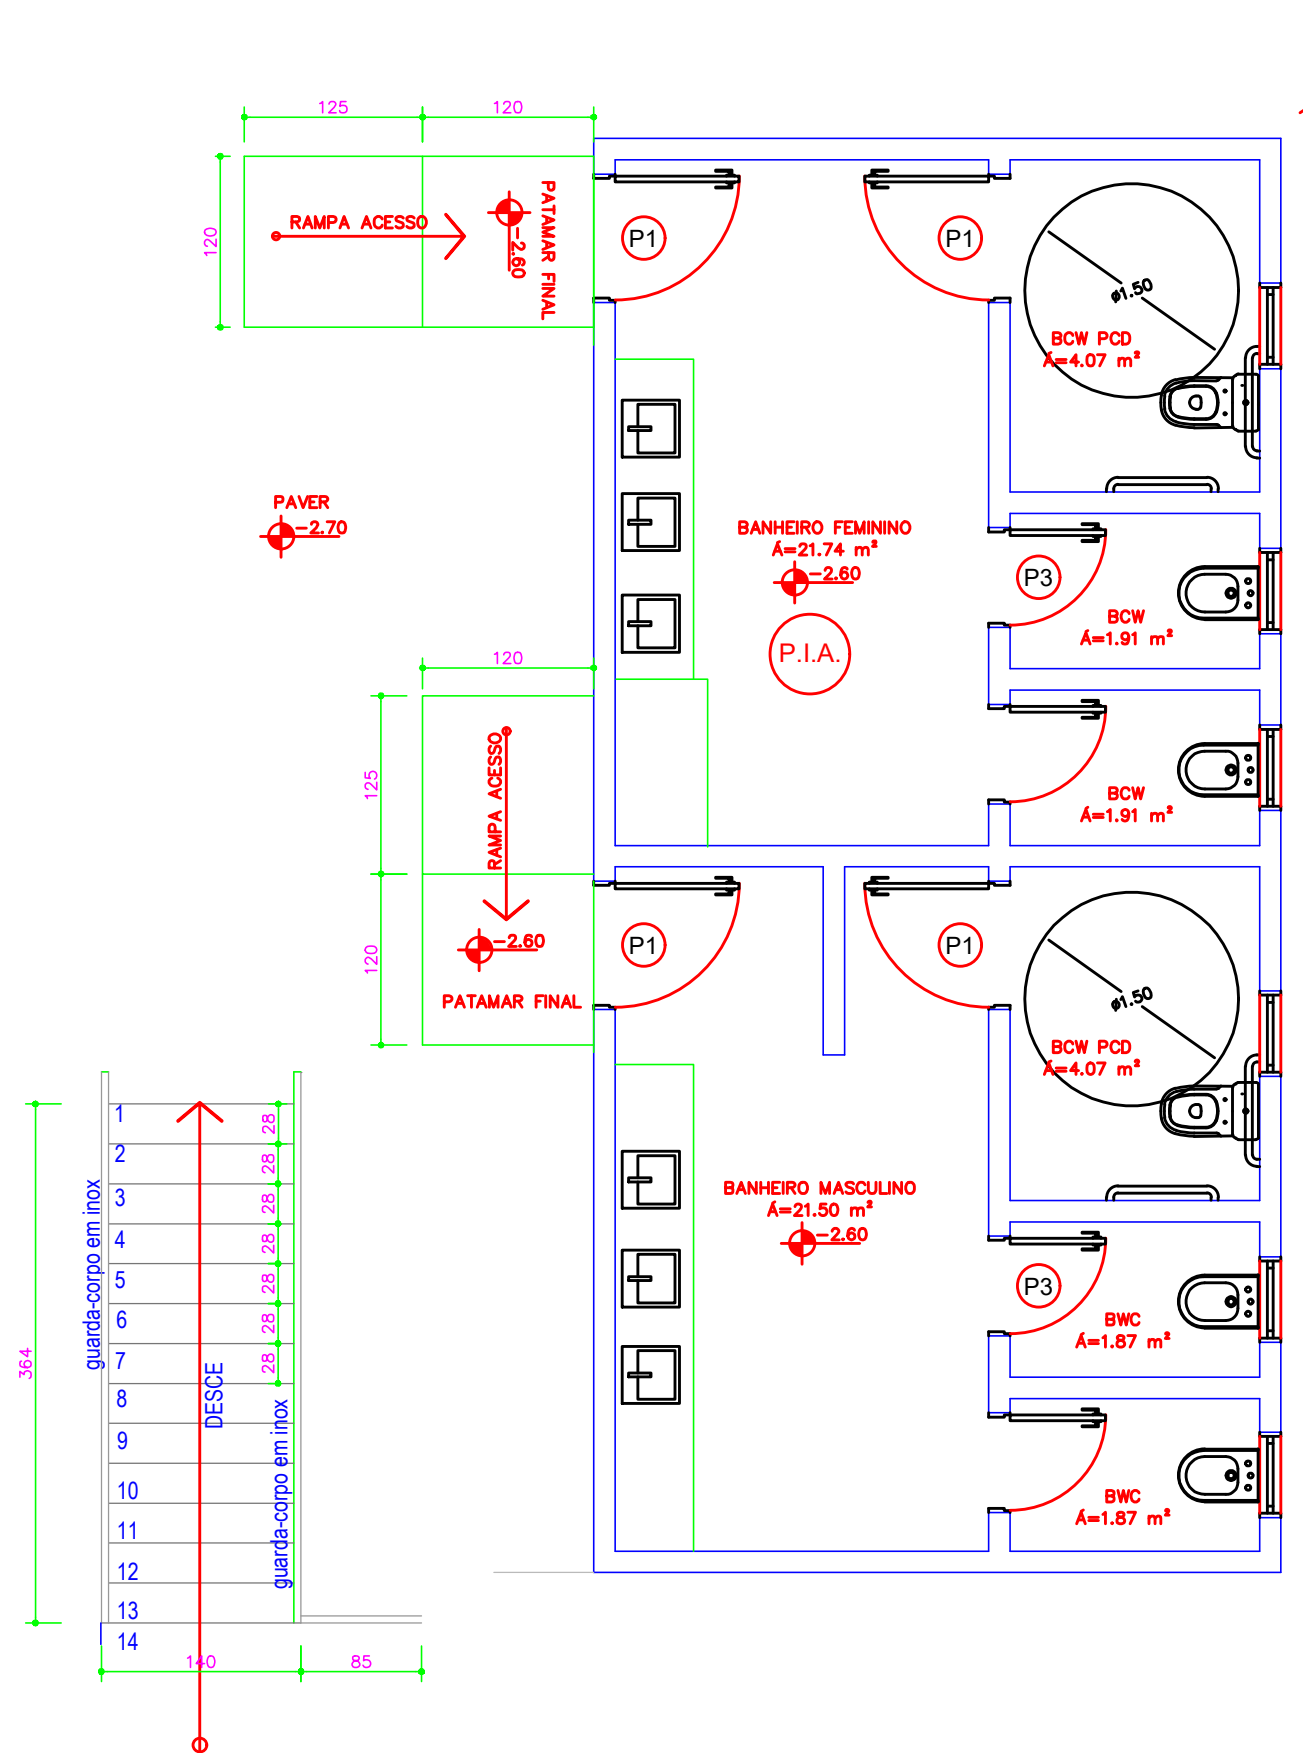 125
120
120
RAMPA ACESSO
-2.60
PATAMAR FINAL
P1
P1
ø1.50
BCW PCD
Á=4.07 m²
PAVER
-2.70
BANHEIRO FEMININO
Á=21.74 m²
-2.60
P.I.A.
P3
BCW
Á=1.91 m²
BCW
Á=1.91 m²
120
125
120
RAMPA ACESSO
-2.60
PATAMAR FINAL
P1
P1
ø1.50
BCW PCD
Á=4.07 m²
BANHEIRO MASCULINO
Á=21.50 m²
-2.60
P3
BWC
Á=1.87 m²
BWC
Á=1.87 m²
364
guarda-corpo em inox
1
2
3
4
5
6
7
8
9
10
11
12
13
14
DESCE
28
28
28
28
28
28
28
guarda-corpo em inox
140
85